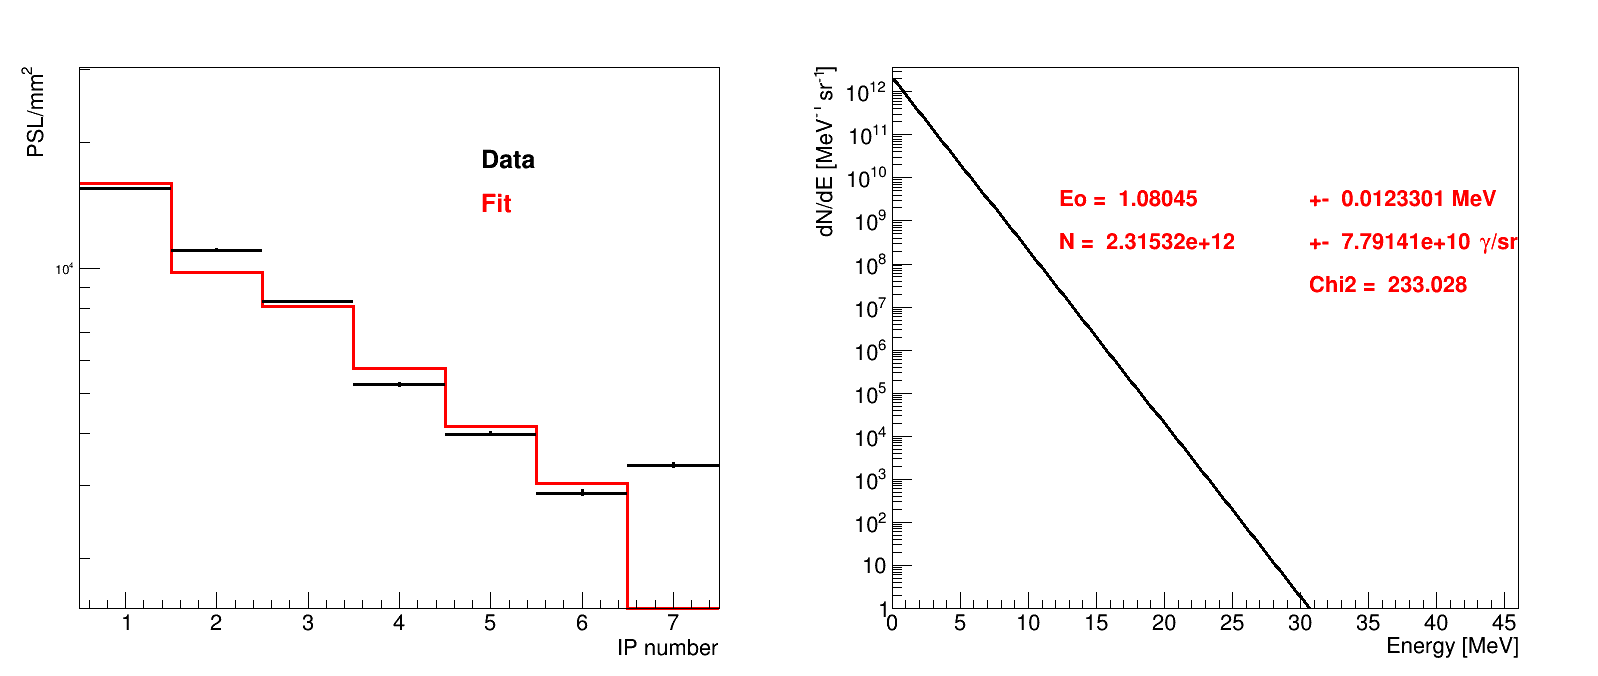 PSL/mm²
10⁴
Data
Fit
1 2 3 4 5 6 7
IP number
dN/dE [MeV⁻¹ sr⁻¹]
10¹²
10¹¹
10¹⁰
10⁹
10⁸
10⁷
10⁶
10⁵
10⁴
10³
10²
10
1
Eo = 1.08045 +- 0.0123301 MeV
N = 2.31532e+12 +- 7.79141e+10 γ/sr
Chi2 = 233.028
0 5 10 15 20 25 30 35 40 45
Energy [MeV]